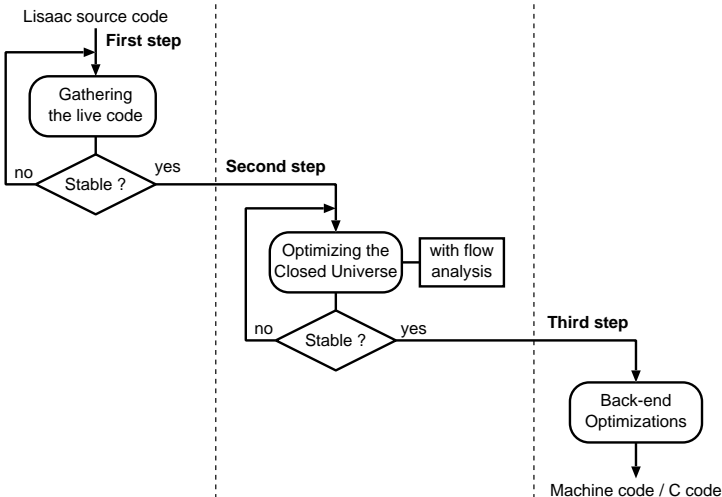 Lisaac source code
First step
Gathering
the live code
no
Stable ?
yes
Second step
Optimizing the
Closed Universe
with flow
analysis
no
Stable ?
yes
Third step
Back-end
Optimizations
Machine code / C code